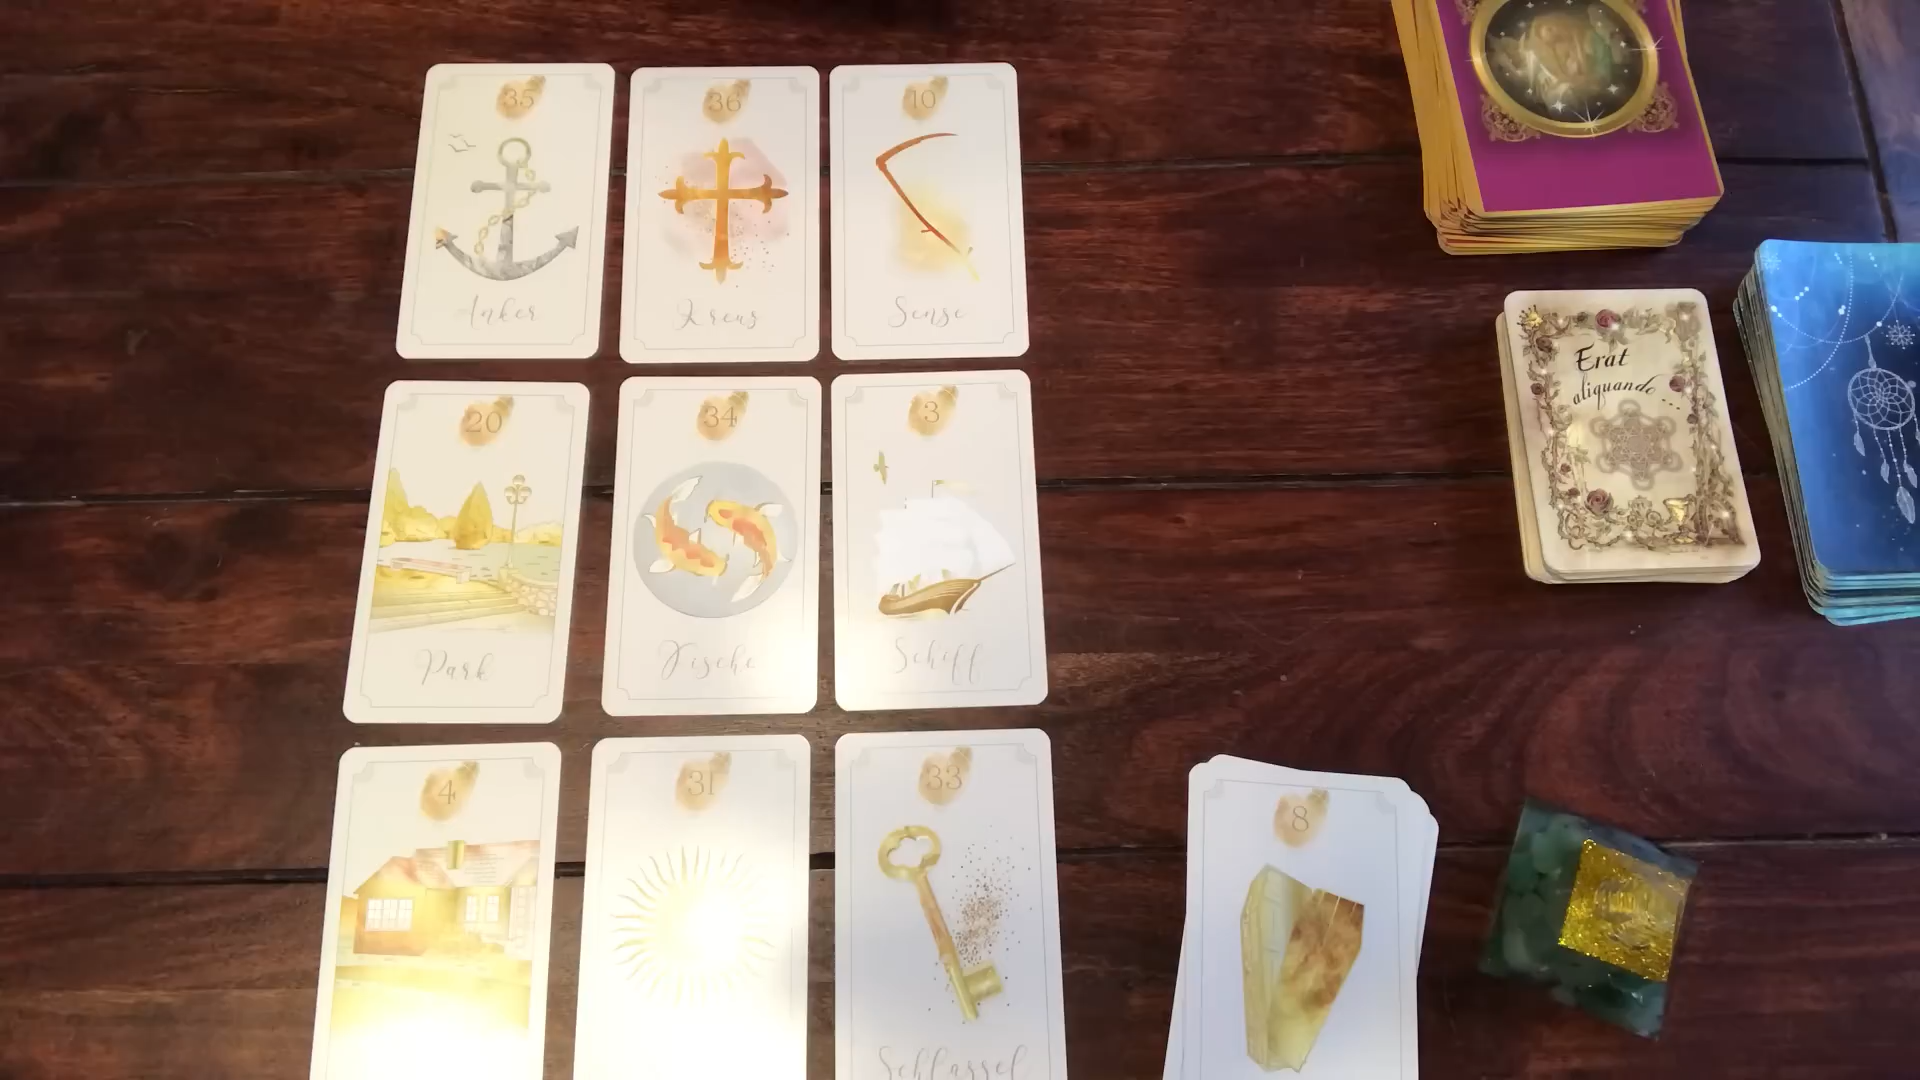 35
36
10
Anker
Kreuz
Sense
20
34
3
Park
Fische
Schiff
4
31
33
Schlüssel
8
Erat
aliquando...